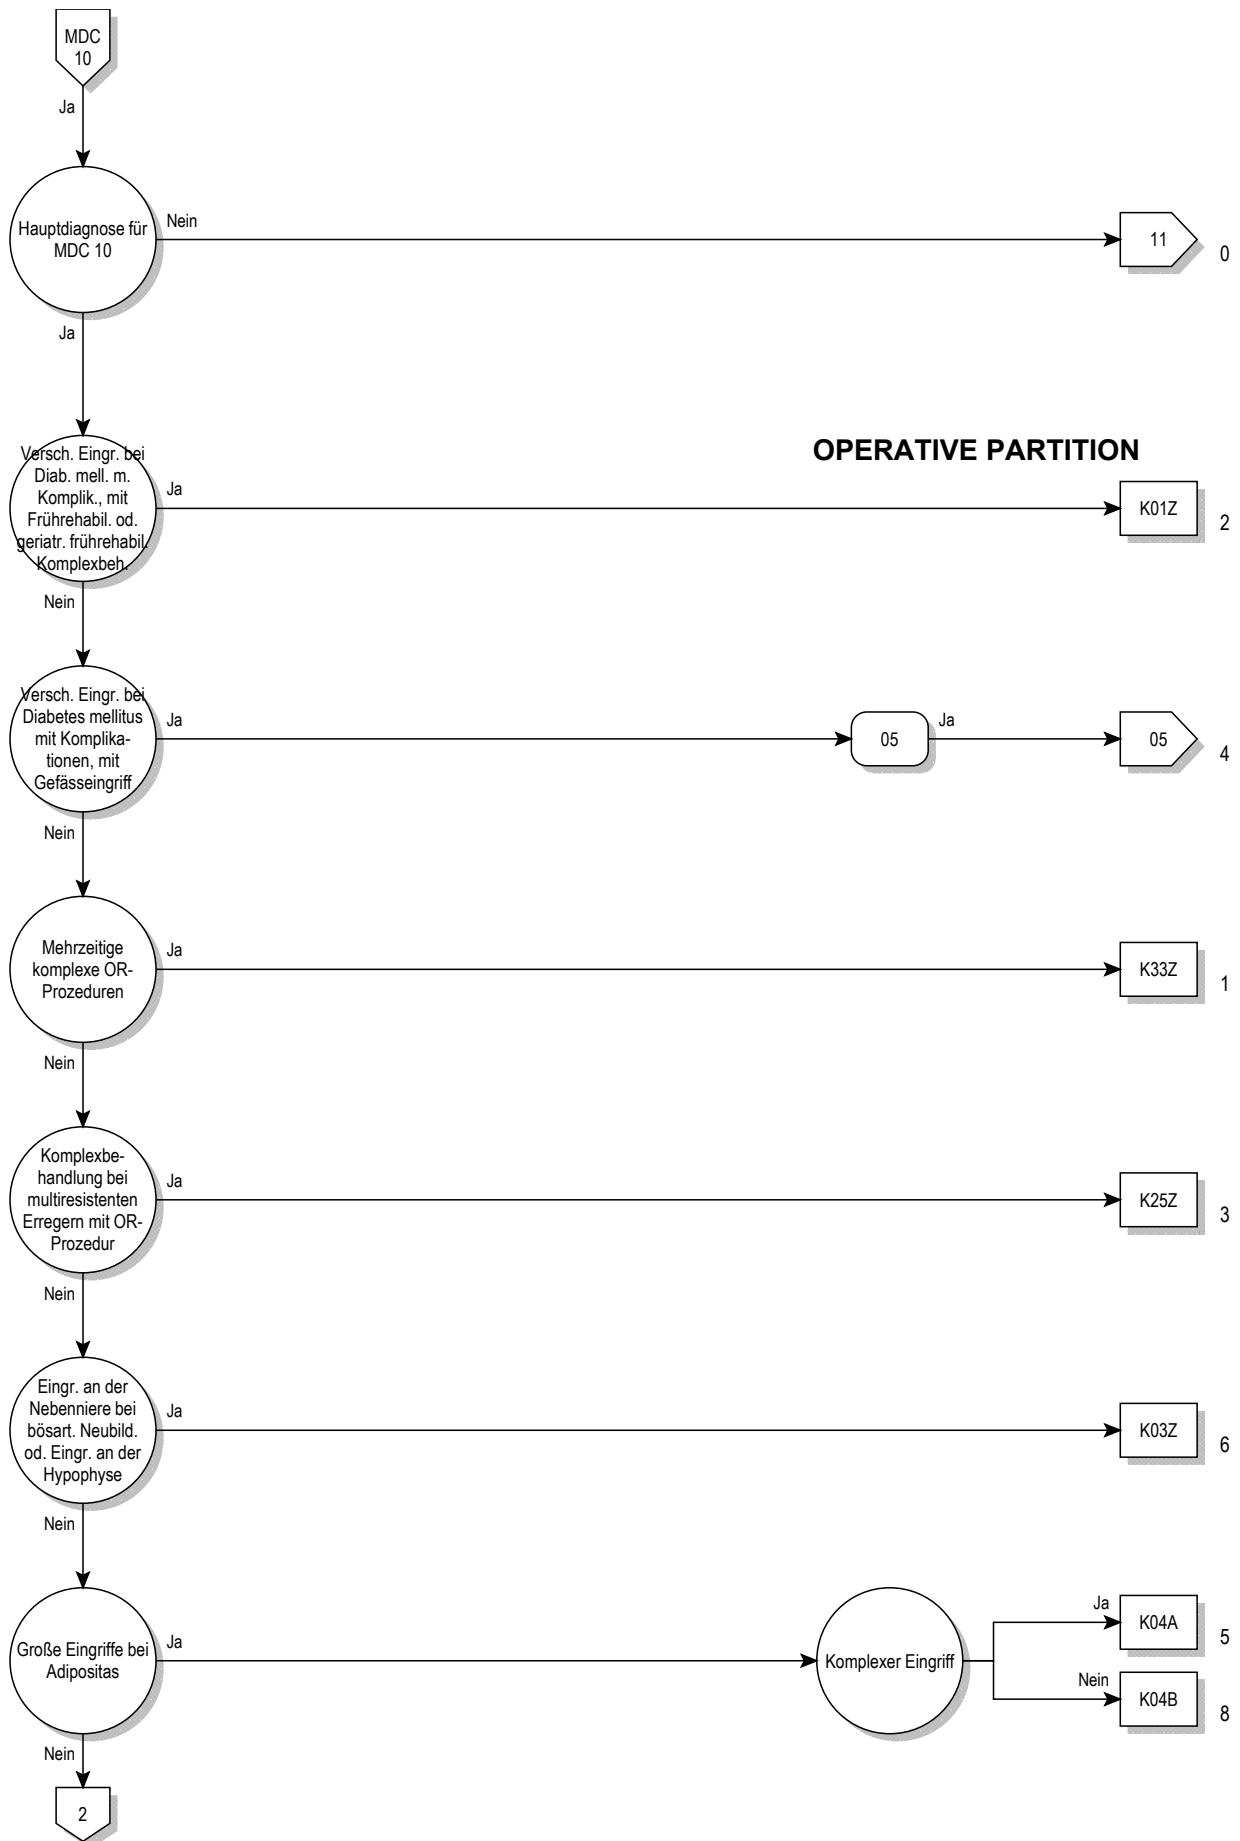 MDC
10
Ja
Hauptdiagnose für
MDC 10
Nein
11
0
Ja
OPERATIVE PARTITION
Versch. Eingr. bei
Diab. mell. m.
Komplik., mit
Frührehabil. od.
geriatr. frührehabil.
Komplexbeh.
Ja
K01Z
2
Nein
Versch. Eingr. bei
Diabetes mellitus
mit Komplika-
tionen, mit
Gefässeingriff
Ja
05
Ja
05
4
Nein
Mehrzeitige
komplexe OR-
Prozeduren
Ja
K33Z
1
Nein
Komplexbe-
handlung bei
multiresistenten
Erregern mit OR-
Prozedur
Ja
K25Z
3
Nein
Eingr. an der
Nebenniere bei
bösart. Neubild.
od. Eingr. an der
Hypophyse
Ja
K03Z
6
Nein
Große Eingriffe bei
Adipositas
Ja
Komplexer Eingriff
Ja
K04A
5
Nein
K04B
8
Nein
2